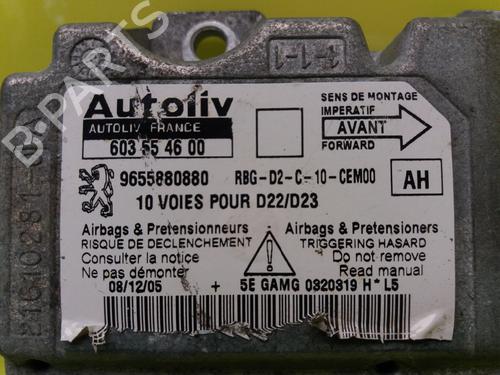 3-1-1
Autoliv
AUTOLIV FRANCE
603 55 46 00
SENS DE MONTAGE
IMPERATIF
AVANT
FORWARD
9655880880 RBG-D2-C-10-CEM00
AH
10 VOIES POUR D22/D23
Airbags & Pretensionneurs
RISQUE DE DECLENCHEMENT
Consulter la notice
Ne pas démonter
Airbags & Pretensioners
TRIGGERING HASARD
Do not remove
Read manual
08/12/05 + 5E GAMG 0320319 H* L5
B-PARTS